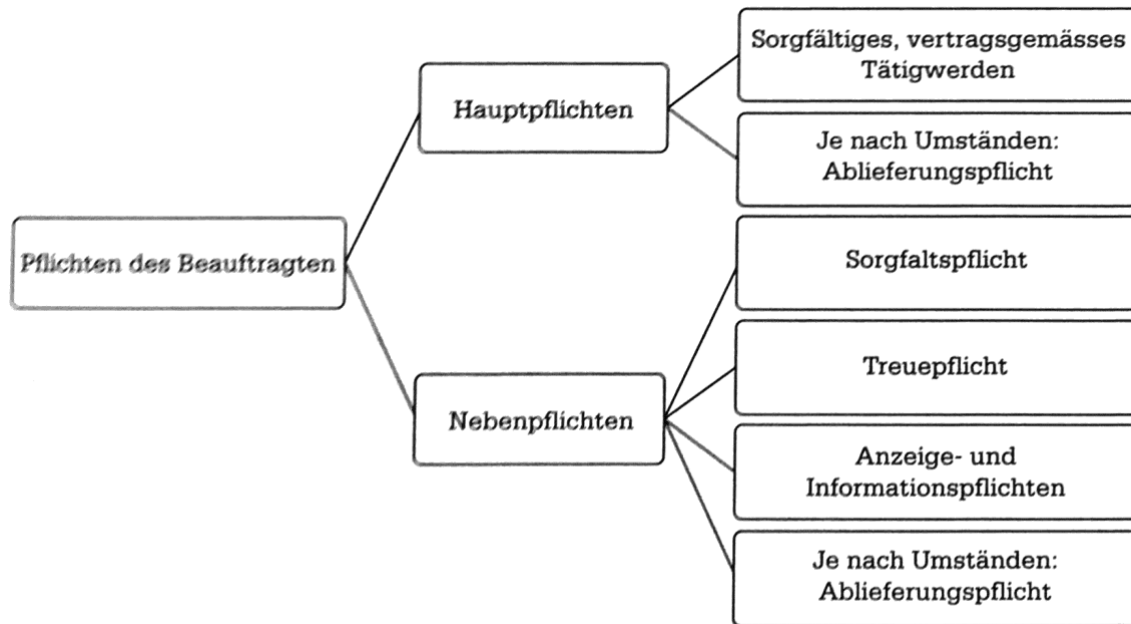 Pflichten des Beauftragten
Hauptpflichten
Sorgfältiges, vertragsgemässes
Tätigwerden
Je nach Umständen:
Ablieferungspflicht
Nebenpflichten
Sorgfaltspflicht
Treuepflicht
Anzeige- und
Informationspflichten
Je nach Umständen:
Ablieferungspflicht